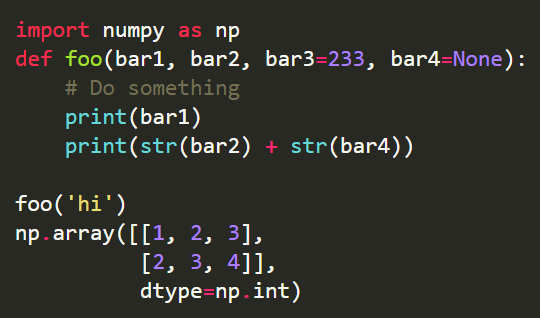 import numpy as np
def foo(bar1, bar2, bar3=233, bar4=None):
    # Do something
    print(bar1)
    print(str(bar2) + str(bar4))

foo('hi')
np.array([[1, 2, 3],
          [2, 3, 4]],
          dtype=np.int)